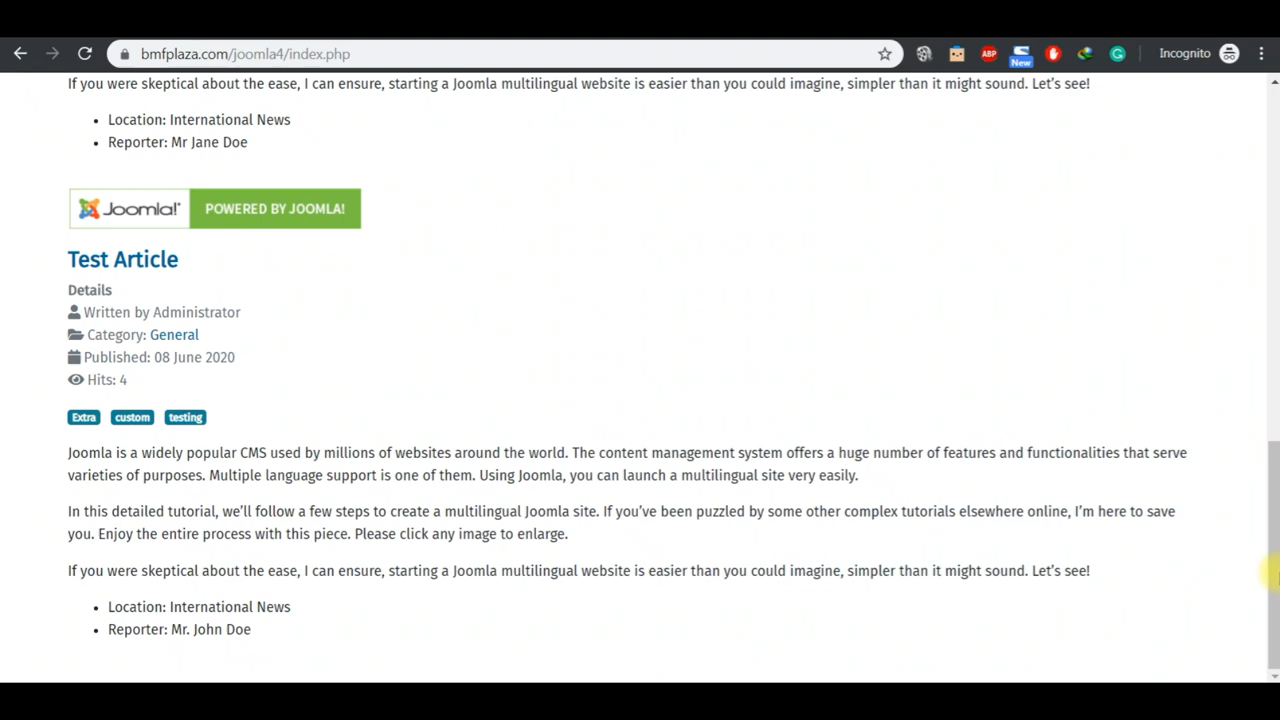 bmfplaza.com/joomla4/index.php
ABP
New
Incognito
If you were skeptical about the ease, I can ensure, starting a Joomla multilingual website is easier than you could imagine, simpler than it might sound. Let’s see!
• Location: International News
• Reporter: Mr Jane Doe
Joomla!® POWERED BY JOOMLA!
Test Article
Details
Written by Administrator
Category: General
Published: 08 June 2020
Hits: 4
Extra custom testing
Joomla is a widely popular CMS used by millions of websites around the world. The content management system offers a huge number of features and functionalities that serve
varieties of purposes. Multiple language support is one of them. Using Joomla, you can launch a multilingual site very easily.
In this detailed tutorial, we’ll follow a few steps to create a multilingual Joomla site. If you’ve been puzzled by some other complex tutorials elsewhere online, I’m here to save
you. Enjoy the entire process with this piece. Please click any image to enlarge.
If you were skeptical about the ease, I can ensure, starting a Joomla multilingual website is easier than you could imagine, simpler than it might sound. Let’s see!
• Location: International News
• Reporter: Mr. John Doe